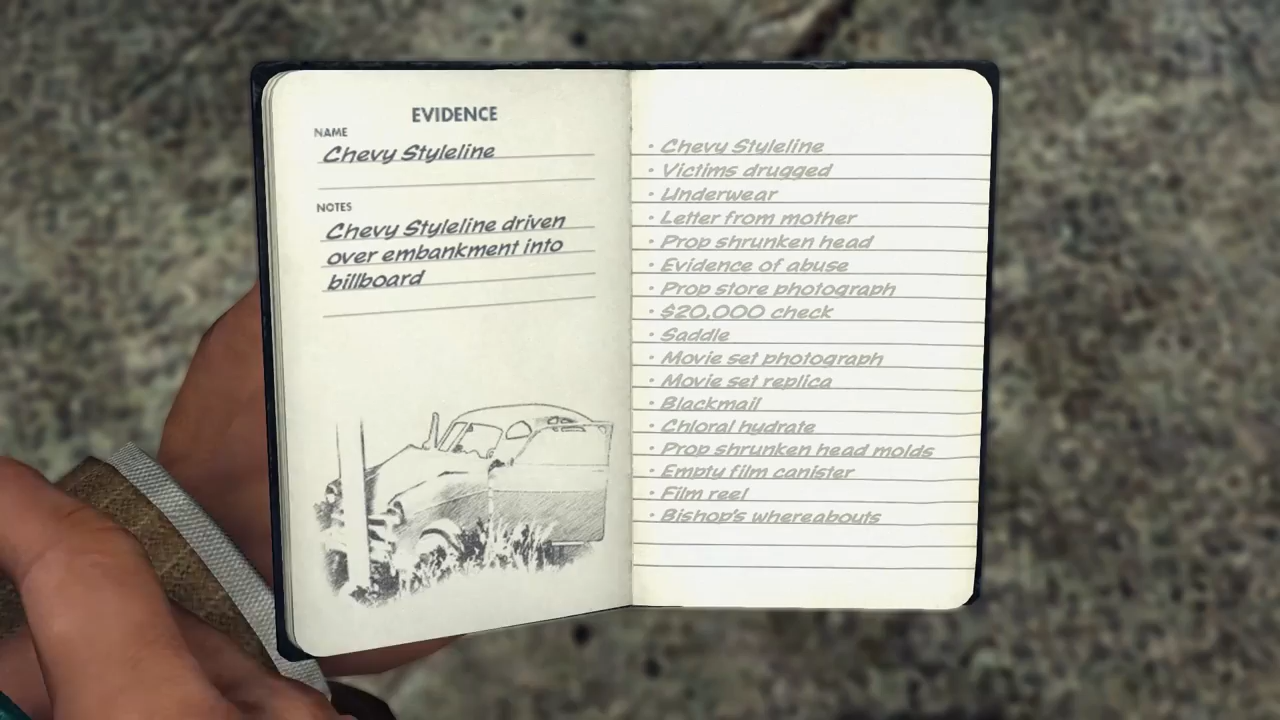 EVIDENCE
NAME
Chevy Styleline
NOTES
Chevy Styleline driven
over embankment into
billboard
• Chevy Styleline
• Victims drugged
• Underwear
• Letter from mother
• Prop shrunken head
• Evidence of abuse
• Prop store photograph
• $20,000 check
• Saddle
• Movie set photograph
• Movie set replica
• Blackmail
• Chloral hydrate
• Prop shrunken head molds
• Empty film canister
• Film reel
• Bishop's whereabouts